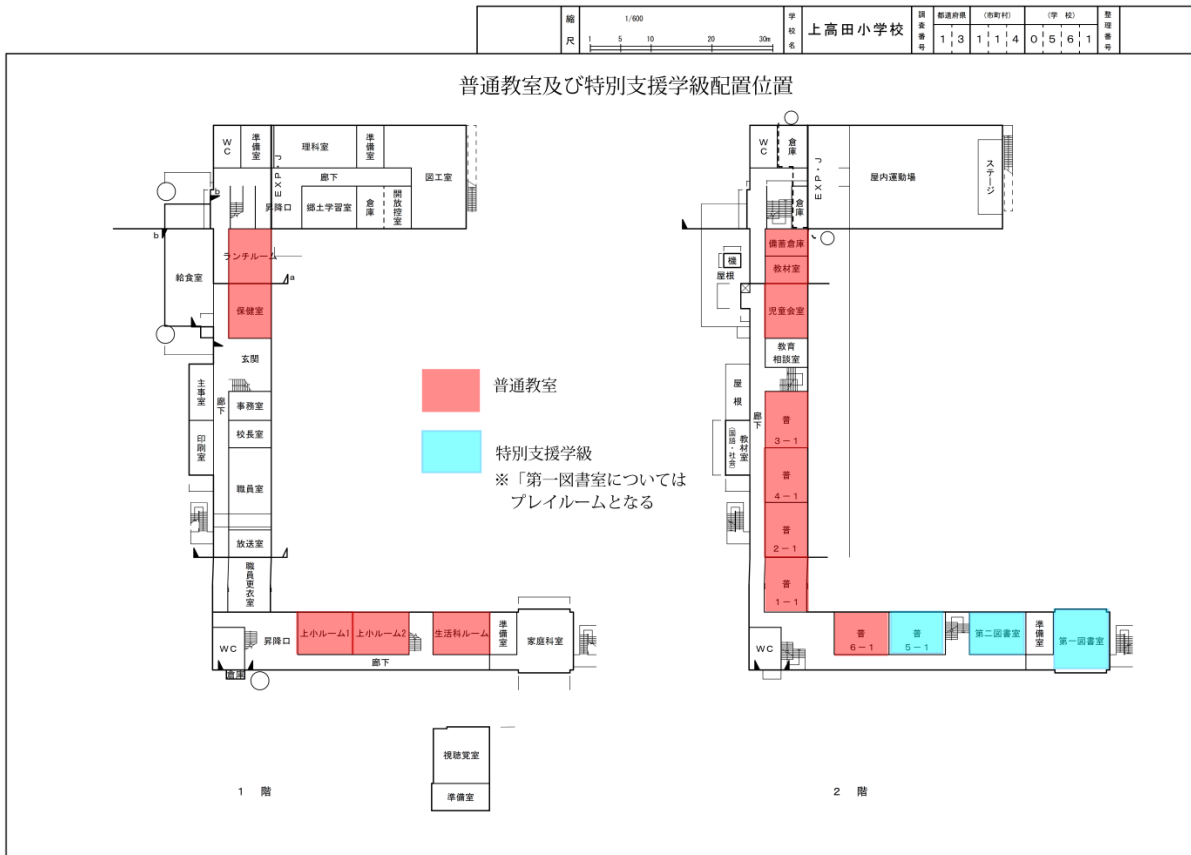 縮尺
1/600
1 5 10 20 30m
学校名
上高田小学校
調査番号
都道府県
13
(市町村)
114
(学 校)
0561
整理番号
普通教室及び特別支援学級配置位置
WC
準備室
EXP・J
理科室
準備室
図工室
廊下
昇降口
郷土学習室
倉庫
開放控室
b
b
ランチルーム
給食室
a
保健室
玄関
主事室
廊下
事務室
印刷室
校長室
職員室
放送室
職員更衣室
昇降口
上小ルーム1
上小ルーム2
生活科ルーム
準備室
家庭科室
WC
廊下
倉庫
視聴覚室
準備室
1 階
普通教室
特別支援学級
※「第一図書室については
プレイルームとなる
WC
倉庫
EXP・J
屋内運動場
ステージ
倉庫
備蓄倉庫
機
屋根
教材室
児童会室
教育
相談室
屋根
廊下
教材室
(国語・社会)
普
3-1
普
4-1
普
2-1
普
1-1
WC
普
6-1
普
5-1
第二図書室
準備室
第一図書室
2 階